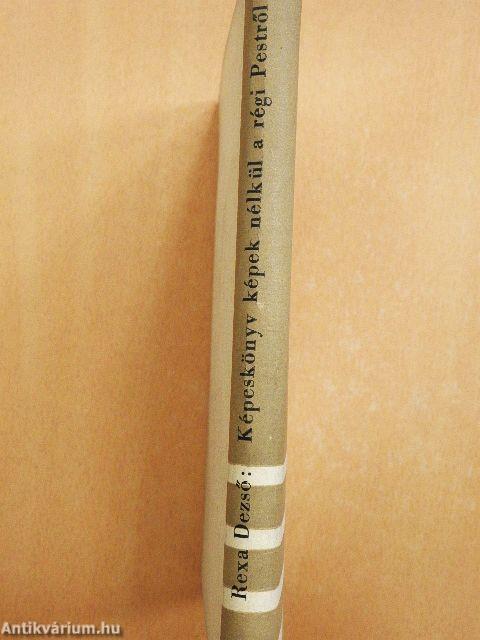 Rexa Dezső: Képeskönyv képek nélkül a régi Pestről
Antikvárium.hu